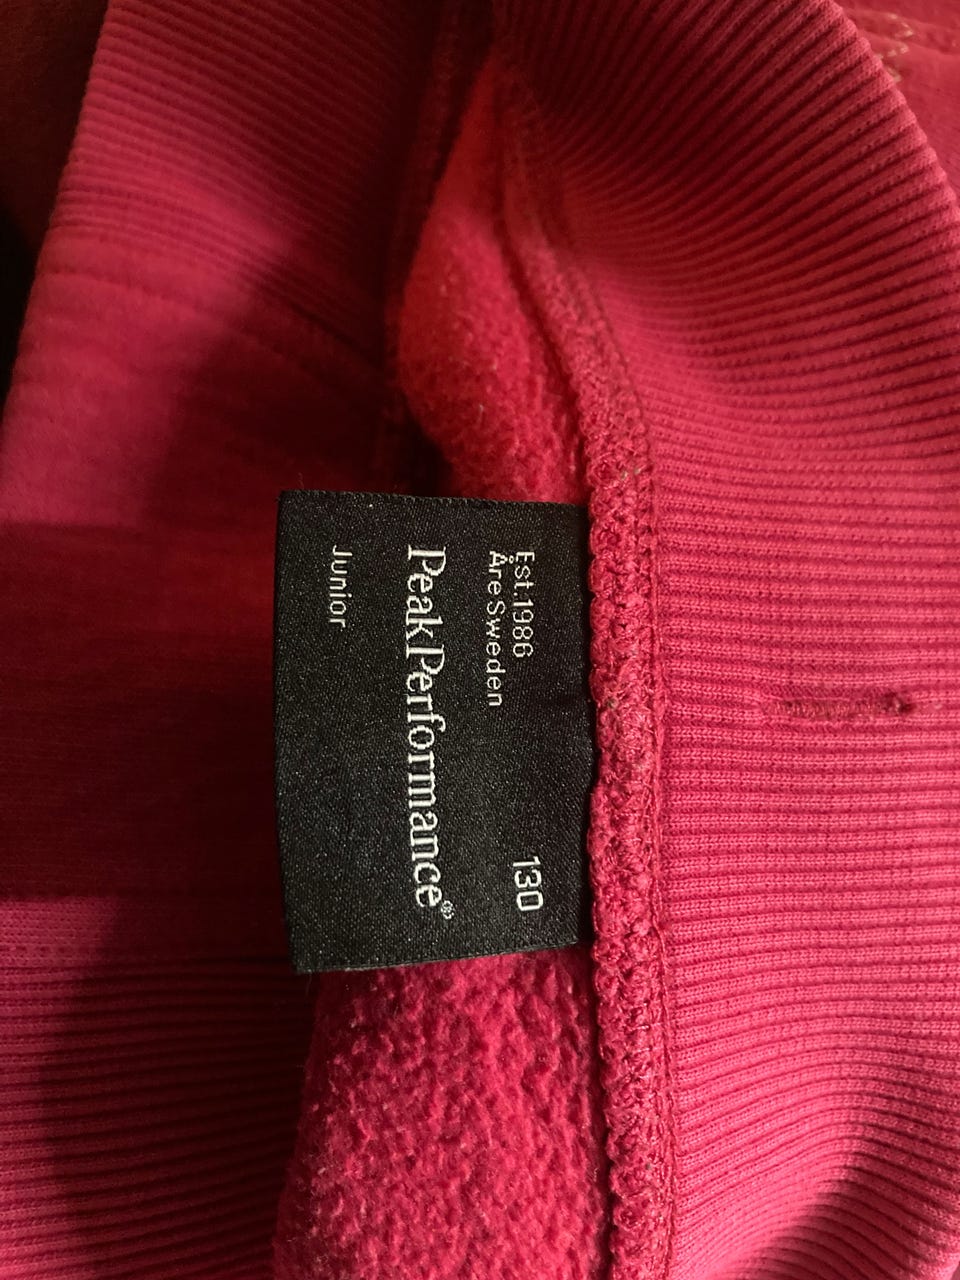 Est.1986
Åre Sweden
130
PeakPerformance®
Junior